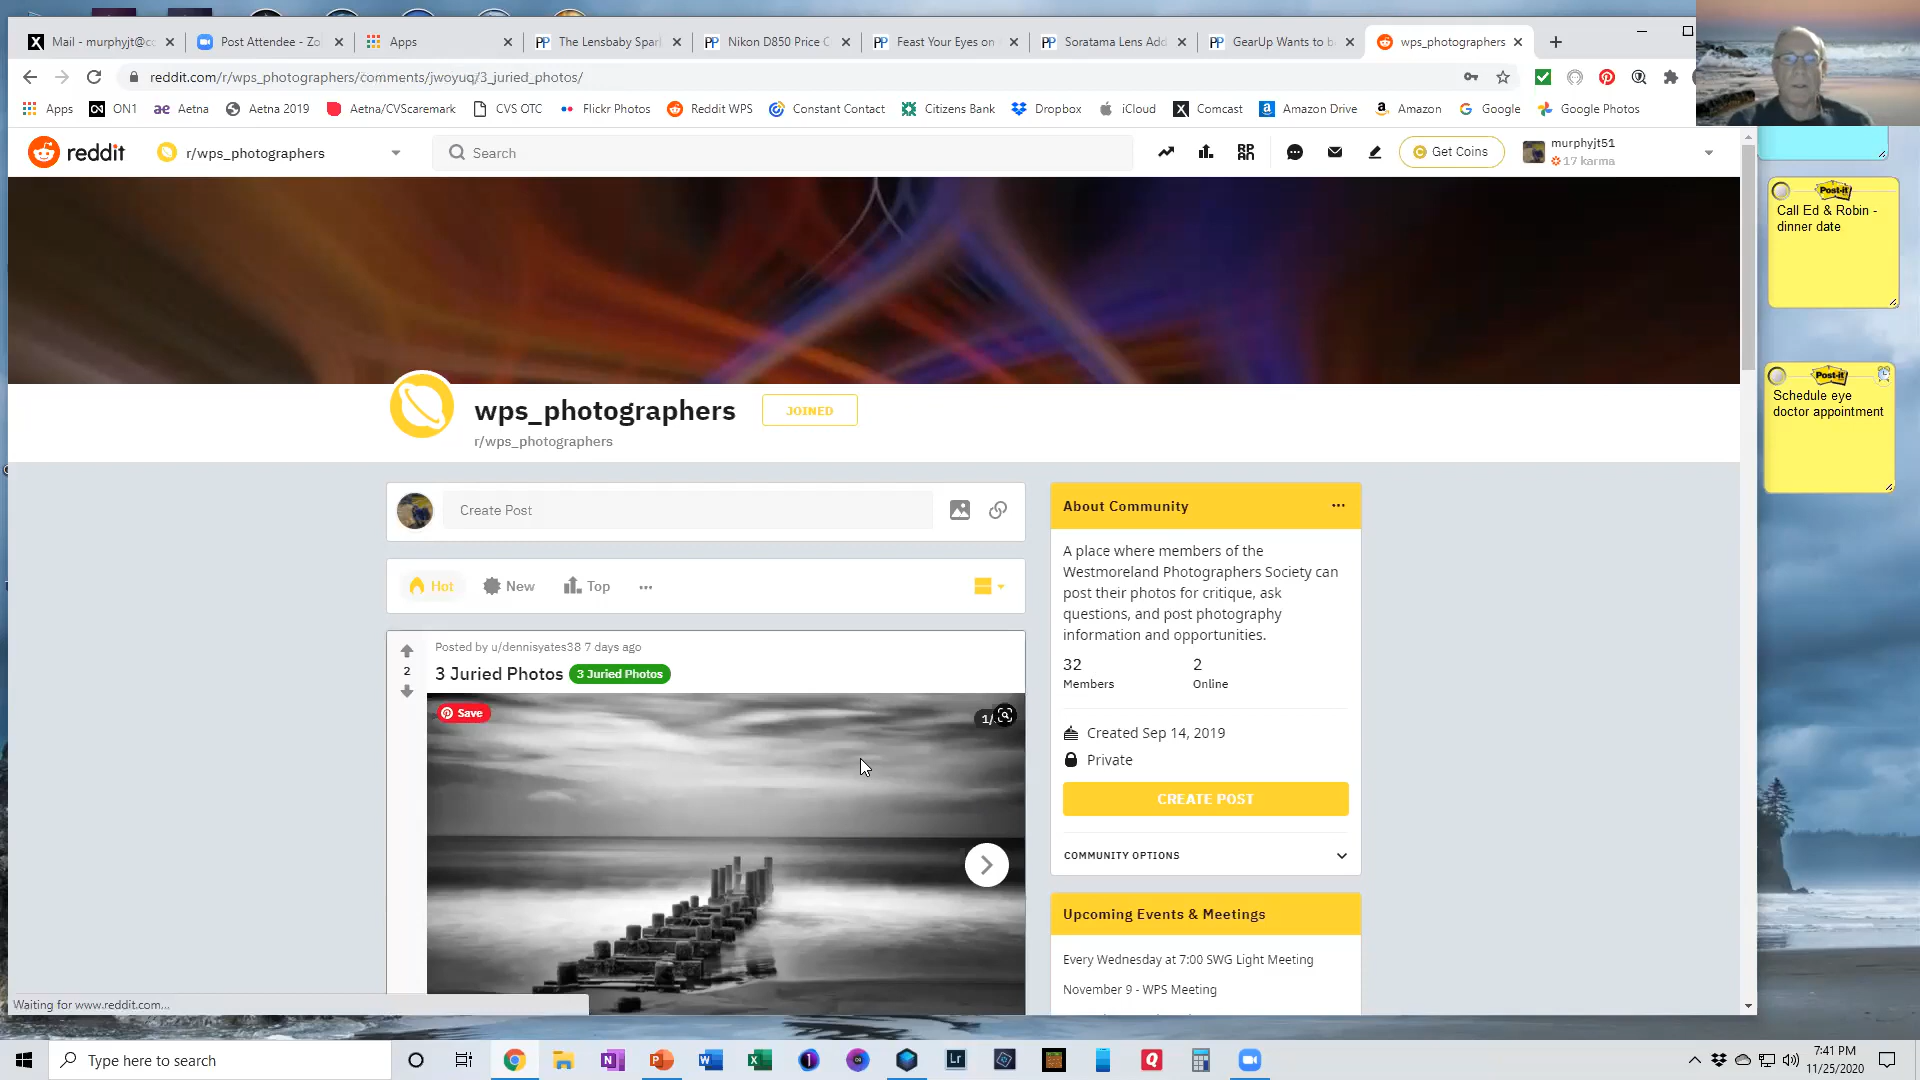 Mail - murphyjt@co
Post Attendee - Zo
Apps
The Lensbaby Spar
Nikon D850 Price C
Feast Your Eyes on
Soratama Lens Add
GearUp Wants to b
wps_photographers
reddit.com/r/wps_photographers/comments/jwoyuq/3_juried_photos/
Apps
ON1
ae Aetna
Aetna 2019
Aetna/CVScaremark
CVS OTC
Flickr Photos
Reddit WPS
Constant Contact
Citizens Bank
Dropbox
iCloud
Comcast
Amazon Drive
Amazon
Google
Google Photos
reddit
r/wps_photographers
Search
Get Coins
murphyjt51
17 karma
Post-it
Call Ed & Robin -
dinner date
Post-it
Schedule eye
doctor appointment
wps_photographers
JOINED
r/wps_photographers
Create Post
Hot
New
Top
Posted by u/dennisyates38 7 days ago
2
3 Juried Photos 3 Juried Photos
Save
1/
About Community
A place where members of the
Westmoreland Photographers Society can
post their photos for critique, ask
questions, and post photography
information and opportunities.
32
Members
2
Online
Created Sep 14, 2019
Private
CREATE POST
COMMUNITY OPTIONS
Upcoming Events & Meetings
Every Wednesday at 7:00 SWG Light Meeting
November 9 - WPS Meeting
Waiting for www.reddit.com...
Type here to search
Lr
7:41 PM
11/25/2020